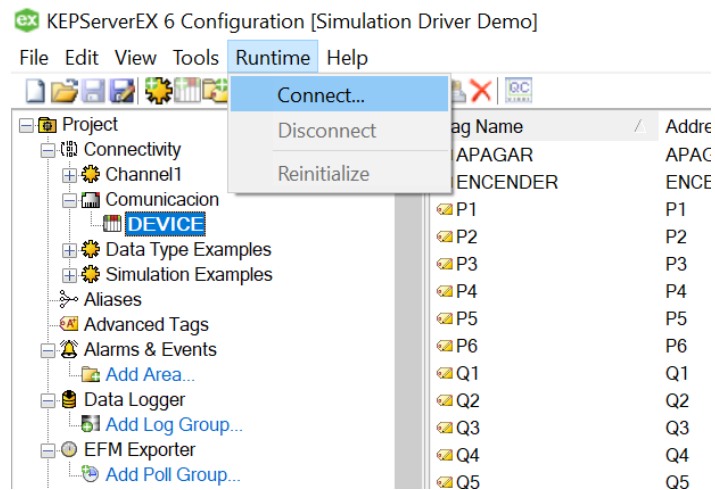 ex KEPServerEX 6 Configuration [Simulation Driver Demo]
File Edit View Tools Runtime Help
Connect...
Disconnect
Reinitialize
QC
Project
Connectivity
Channel1
Comunicacion
DEVICE
Data Type Examples
Simulation Examples
Aliases
Advanced Tags
Alarms & Events
Add Area...
Data Logger
Add Log Group...
EFM Exporter
Add Poll Group...
ag Name Addre
APAGAR APAG
ENCENDER ENCE
P1 P1
P2 P2
P3 P3
P4 P4
P5 P5
P6 P6
Q1 Q1
Q2 Q2
Q3 Q3
Q4 Q4
Q5 Q5